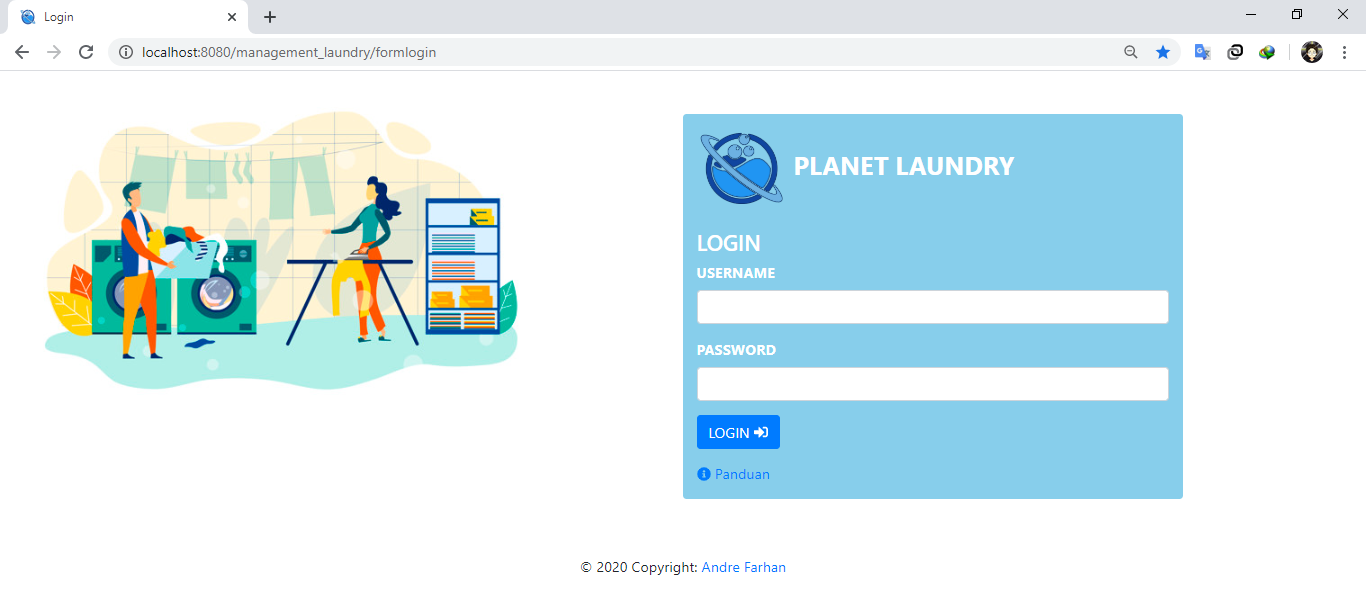 Login
localhost:8080/management_laundry/formlogin
PLANET LAUNDRY
LOGIN
USERNAME
PASSWORD
LOGIN
Panduan
© 2020 Copyright: Andre Farhan